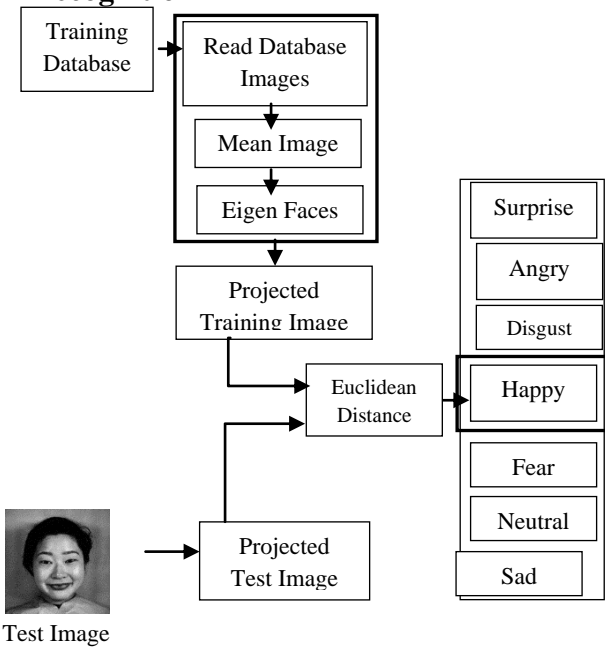 Training
Database
Read Database
Images
Mean Image
Eigen Faces
Projected
Training Image
Euclidean
Distance
Surprise
Angry
Disgust
Happy
Fear
Neutral
Sad
Projected
Test Image
Test Image